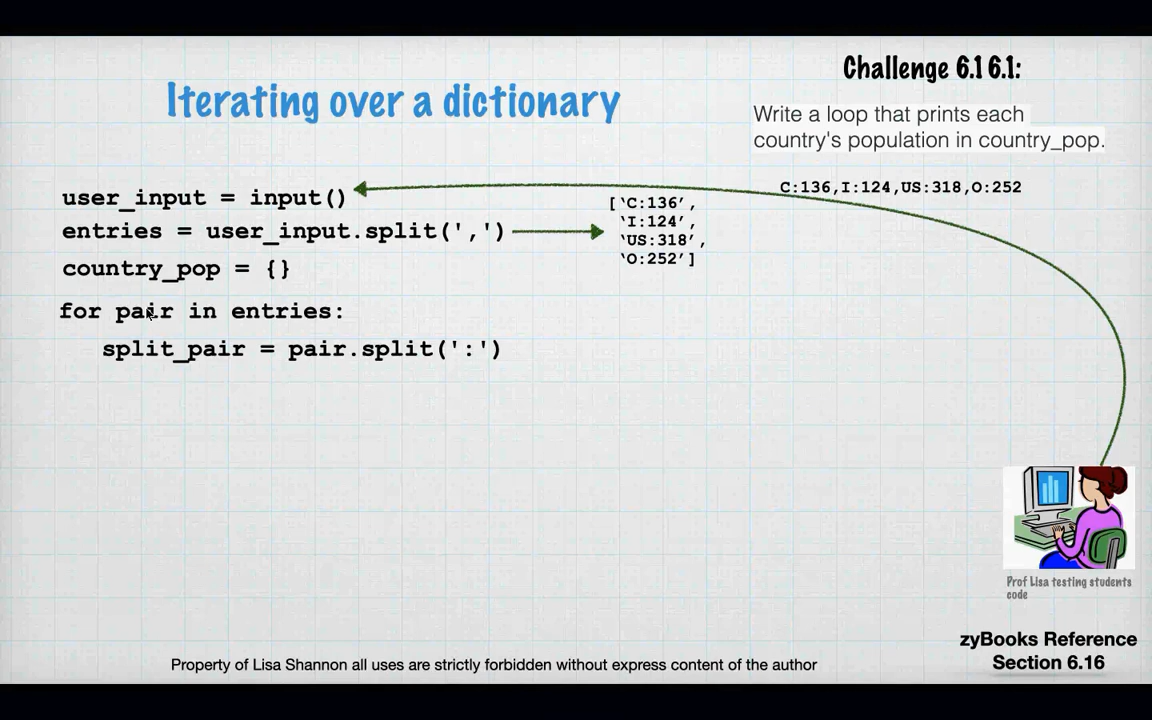 Challenge 6.1 6.1:
Iterating over a dictionary
Write a loop that prints each
country's population in country_pop.
C:136,I:124,US:318,O:252
user_input = input()
entries = user_input.split(',')
country_pop = {}
for pair in entries:
split_pair = pair.split(':')
[‘C:136’,
‘I:124’,
‘US:318’,
‘O:252’]
Prof Lisa testing students
code
zyBooks Reference
Section 6.16
Property of Lisa Shannon all uses are strictly forbidden without express content of the author